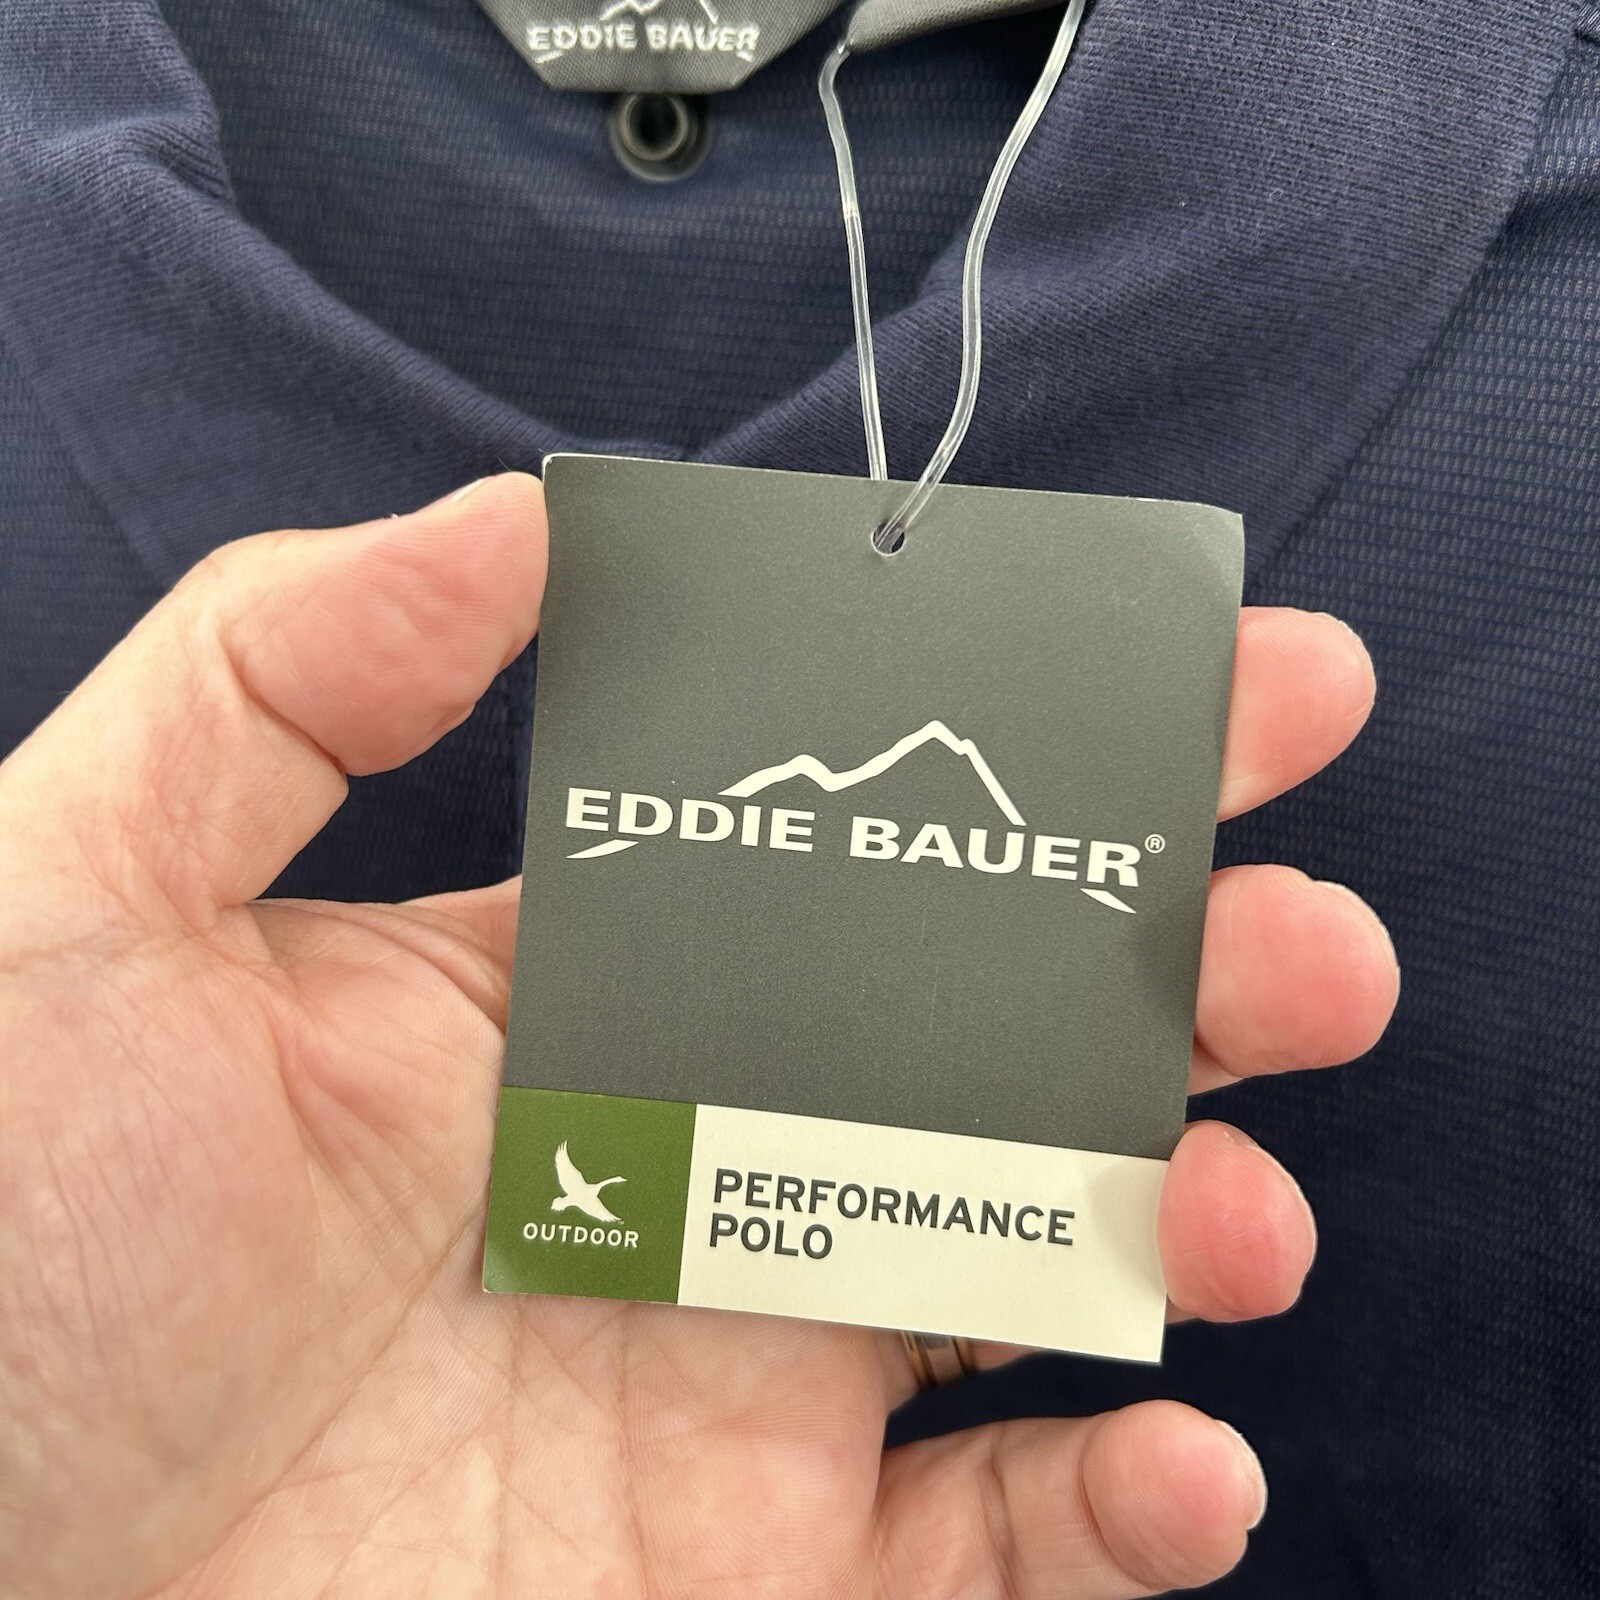 EDDIE BAUER
EDDIE BAUER®
OUTDOOR
PERFORMANCE
POLO